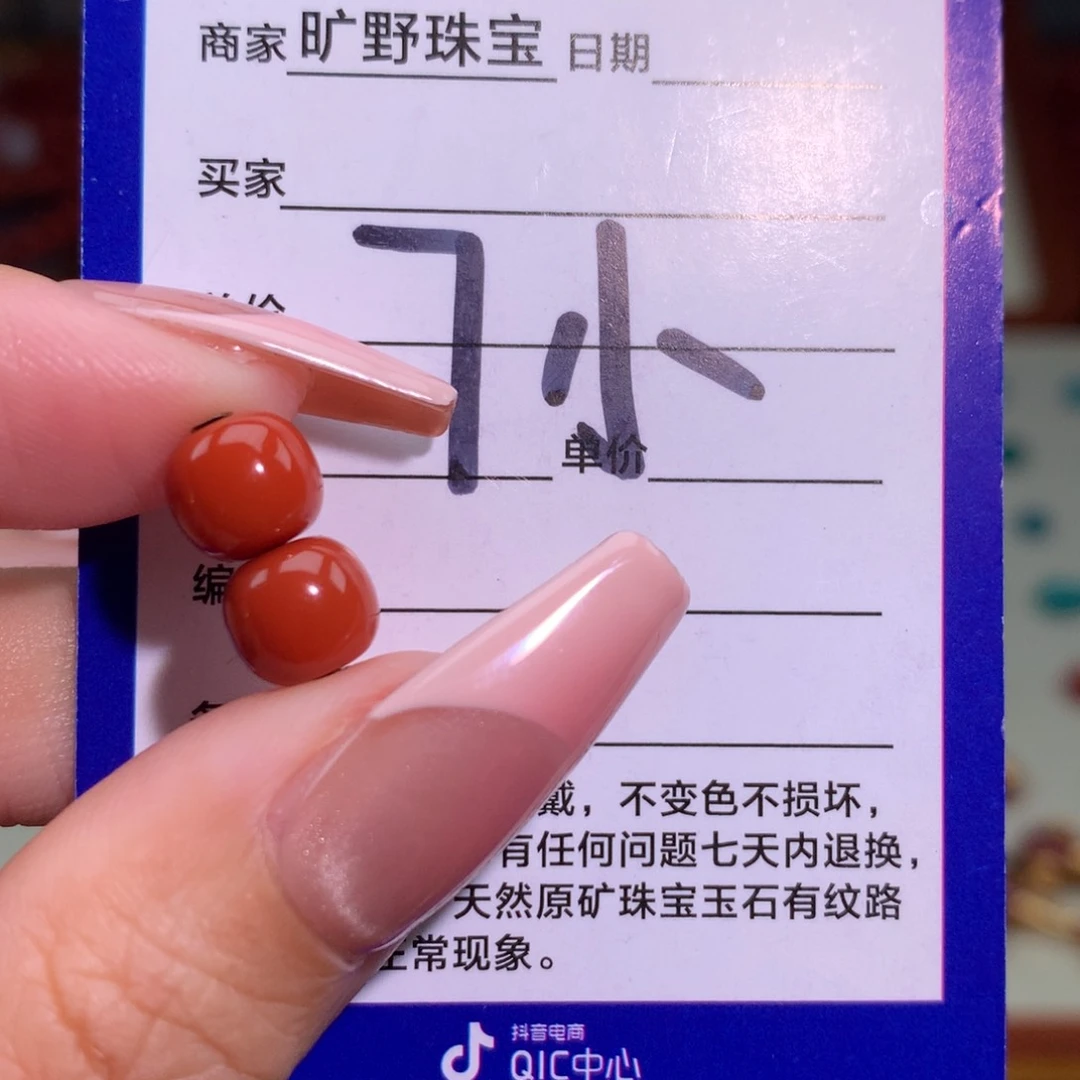 商家 旷野珠宝 日期
买家
7小
单价
编
戴，不变色不损坏，
有任何问题七天内退换，
天然原矿珠宝玉石有纹路
正常现象。
抖音电商
QIC中心